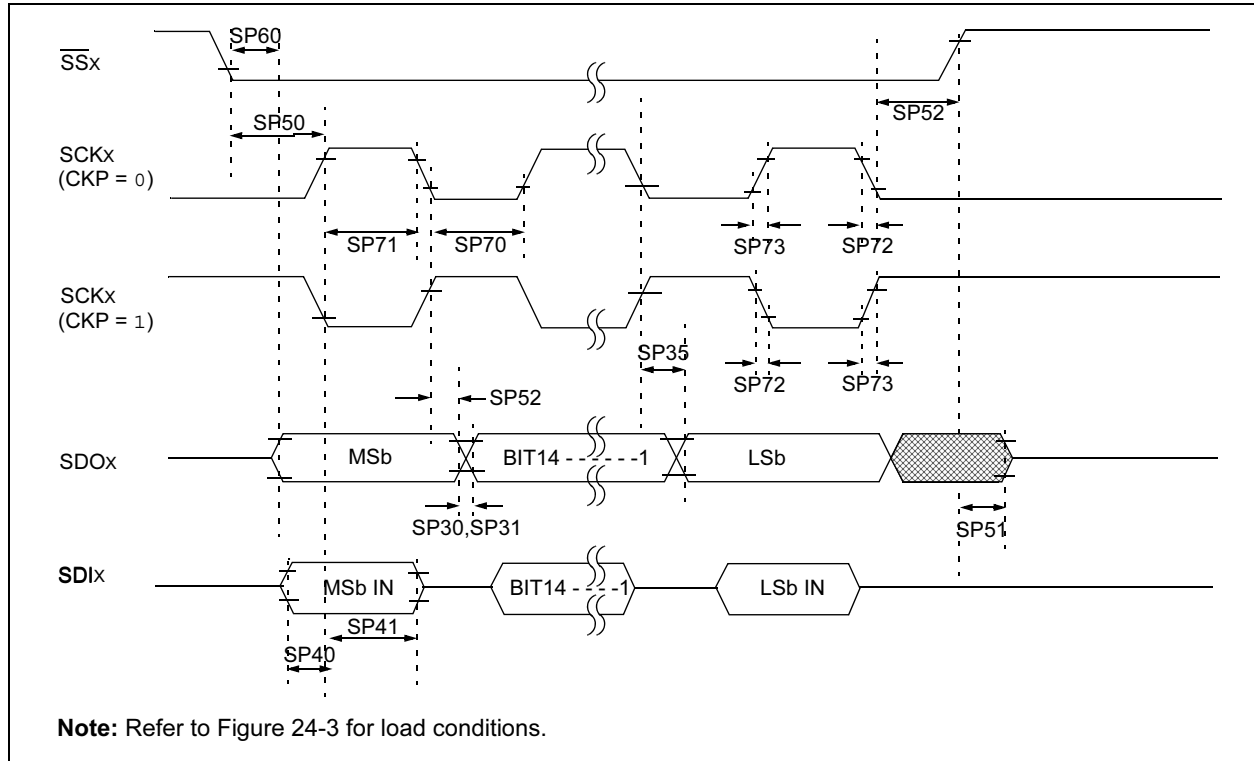 SP60
SSx
SP52
SP50
SCKx
(CKP = 0)
SP71
SP70
SP73
SP72
SCKx
(CKP = 1)
SP35
SP72
SP73
SP52
SDOx
MSb
BIT14 - - - - - -1
LSb
SP30,SP31
SP51
SDIx
MSb IN
BIT14 - - - -1
LSb IN
SP41
SP40
Note: Refer to Figure 24-3 for load conditions.